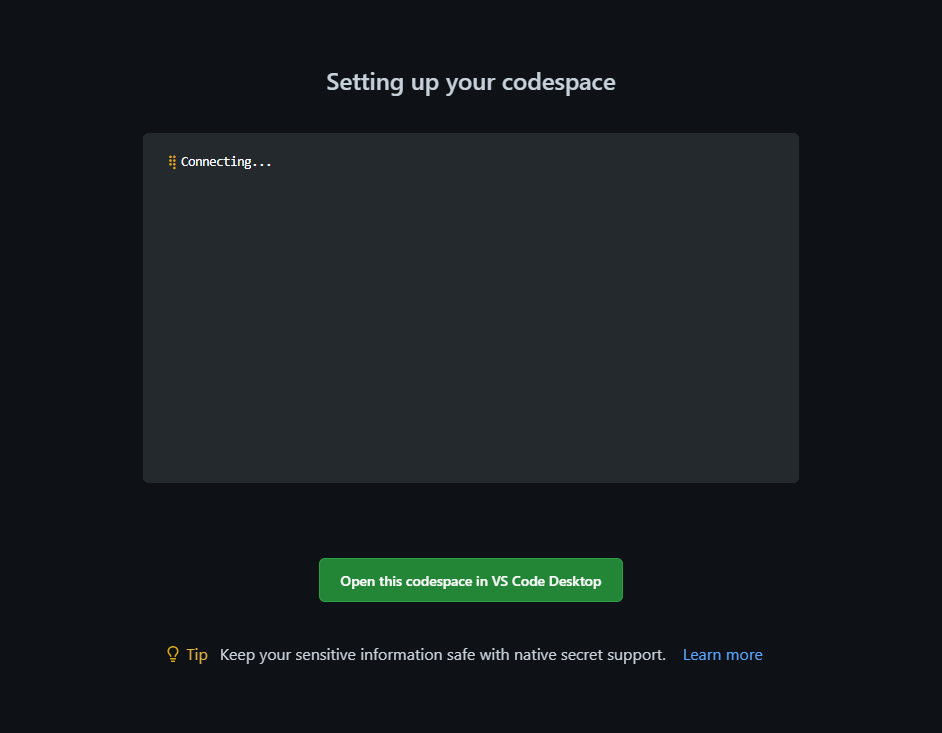 Setting up your codespace
Connecting...
Open this codespace in VS Code Desktop
Tip Keep your sensitive information safe with native secret support. Learn more